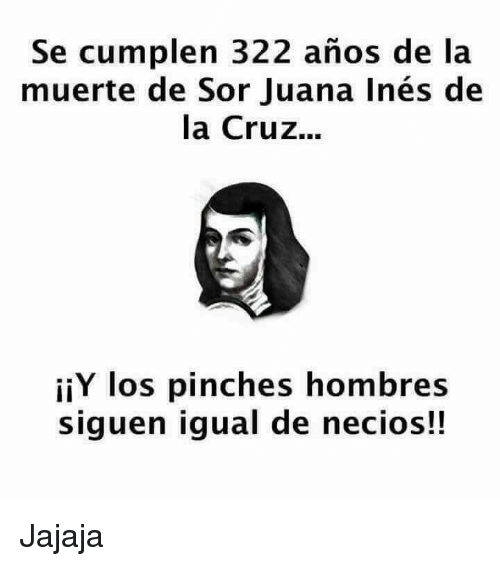 Se cumplen 322 años de la
muerte de Sor Juana Inés de
la Cruz...
¡¡Y los pinches hombres
siguen igual de necios!!
Jajaja